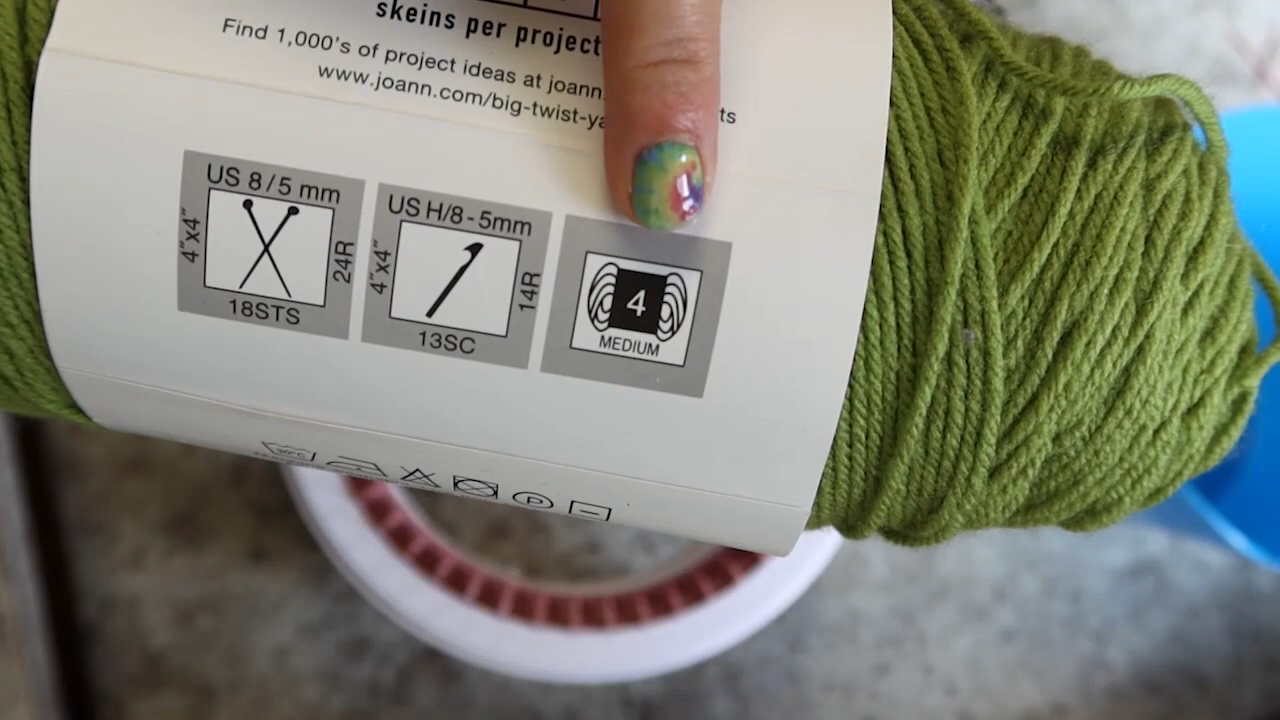 skeins per project
Find 1,000's of project ideas at joann.
www.joann.com/big-twist-ya
ts
US 8/5 mm
4"x4"
24R
18STS
US H/8-5mm
4"x4"
14R
13SC
4
MEDIUM
P